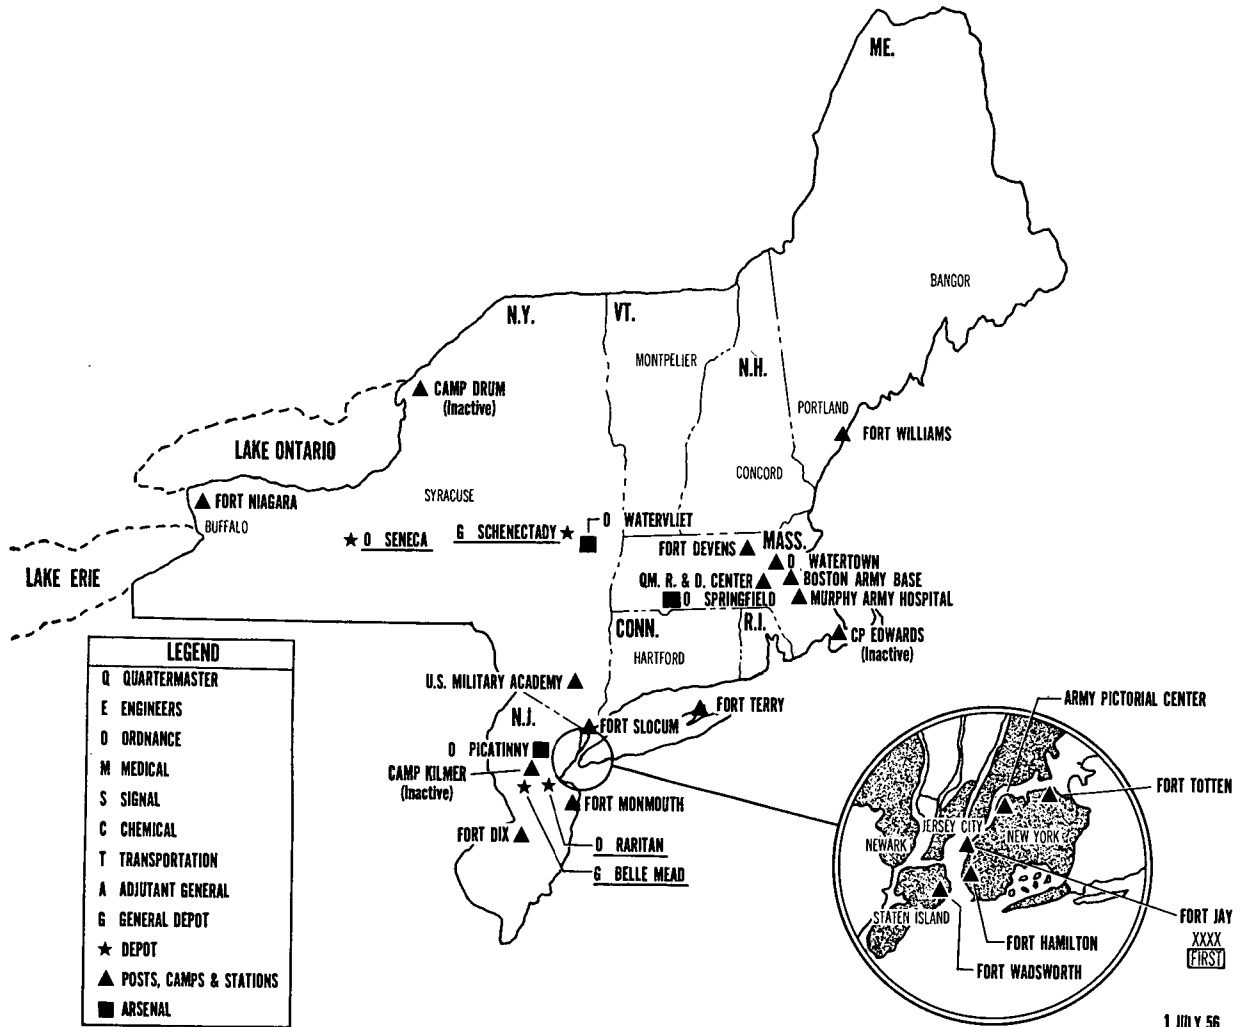 ME.
BANGOR
N.Y.
VT.
MONTPELIER
N.H.
CAMP DRUM
(Inactive)
PORTLAND
FORT WILLIAMS
LAKE ONTARIO
CONCORD
FORT NIAGARA
SYRACUSE
BUFFALO
O SENECA
G SCHENECTADY
O WATERVLIET
FORT DEVENS
MASS.
O WATERTOWN
LAKE ERIE
QM. R. & D. CENTER
BOSTON ARMY BASE
O SPRINGFIELD
MURPHY ARMY HOSPITAL
CONN.
R.I.
CP EDWARDS
(Inactive)
HARTFORD
U.S. MILITARY ACADEMY
FORT TERRY
N.J.
FORT SLOCUM
O PICATINNY
CAMP KILMER
(Inactive)
FORT MONMOUTH
FORT DIX
O RARITAN
G BELLE MEAD
LEGEND
Q QUARTERMASTER
E ENGINEERS
O ORDNANCE
M MEDICAL
S SIGNAL
C CHEMICAL
T TRANSPORTATION
A ADJUTANT GENERAL
G GENERAL DEPOT
★ DEPOT
▲ POSTS, CAMPS & STATIONS
■ ARSENAL
ARMY PICTORIAL CENTER
FORT TOTTEN
JERSEY CITY
NEW YORK
NEWARK
STATEN ISLAND
FORT JAY
XXXX
FIRST
FORT HAMILTON
FORT WADSWORTH
1 JULY 56